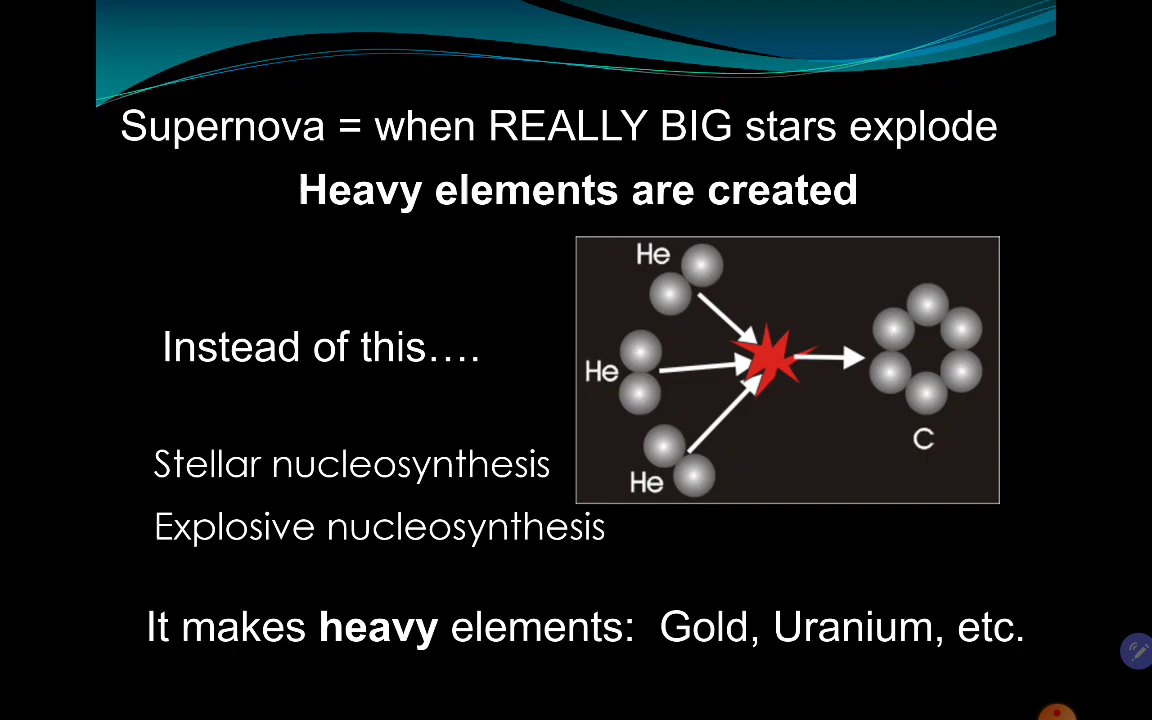 Supernova = when REALLY BIG stars explode
Heavy elements are created
He
Instead of this….
He
C
Stellar nucleosynthesis
He
Explosive nucleosynthesis
It makes heavy elements: Gold, Uranium, etc.